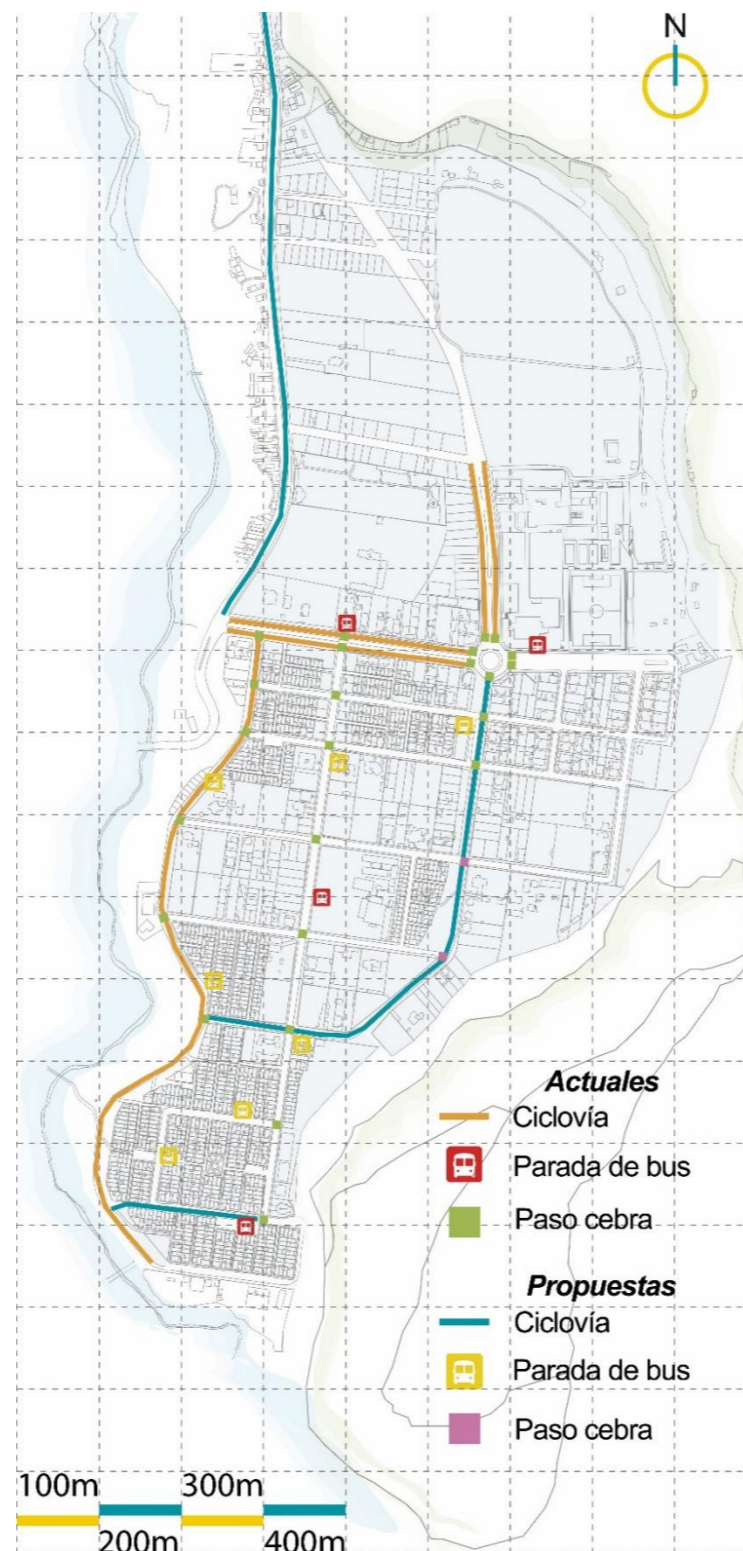 N
Actuales
Ciclovía
Parada de bus
Paso cebra
Propuestas
Ciclovía
Parada de bus
Paso cebra
100m 300m
200m 400m